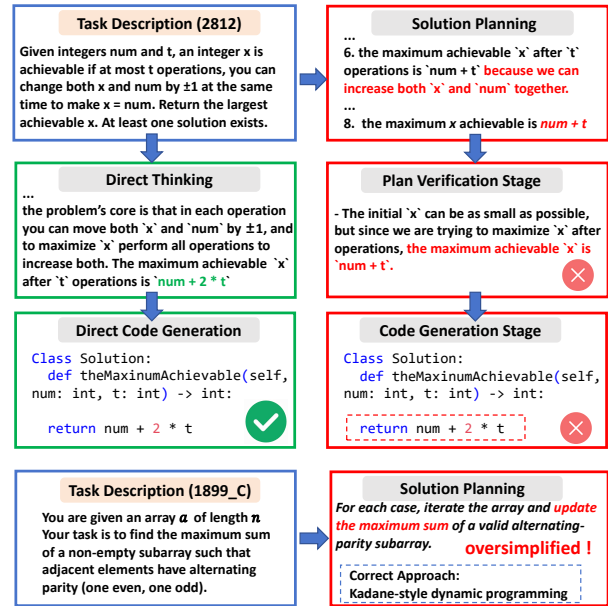 Task Description (2812)
Given integers num and t, an integer x is
achievable if at most t operations, you can
change both x and num by ±1 at the same
time to make x = num. Return the largest
achievable x. At least one solution exists.
Solution Planning
...
6. the maximum achievable `x` after `t`
operations is `num + t` because we can
increase both `x` and `num` together.
...
8. the maximum x achievable is num + t
Direct Thinking
...
the problem's core is that in each operation
you can move both `x` and `num` by ±1, and
to maximize `x` perform all operations to
increase both. The maximum achievable `x`
after `t` operations is `num + 2 * t`
Plan Verification Stage
- The initial `x` can be as small as possible,
but since we are trying to maximize `x` after
operations, the maximum achievable `x` is
`num + t`.
Direct Code Generation
Class Solution:
def theMaxinumAchievable(self,
num: int, t: int) -> int:
return num + 2 * t
Code Generation Stage
Class Solution:
def theMaxinumAchievable(self,
num: int, t: int) -> int:
return num + 2 * t
Task Description (1899_C)
You are given an array a of length n
Your task is to find the maximum sum
of a non-empty subarray such that
adjacent elements have alternating
parity (one even, one odd).
Solution Planning
For each case, iterate the array and update
the maximum sum of a valid alternating-
parity subarray.
oversimplified !
Correct Approach:
Kadane-style dynamic programming